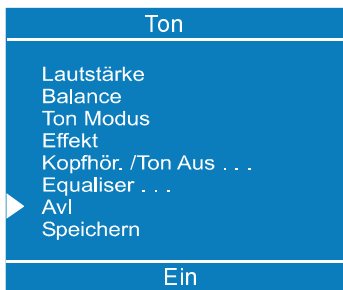 Ton
Lautstärke
Balance
Ton Modus
Effekt
Kopfhör. /Ton Aus . . .
Equaliser . . .
Avl
Speichern
Ein